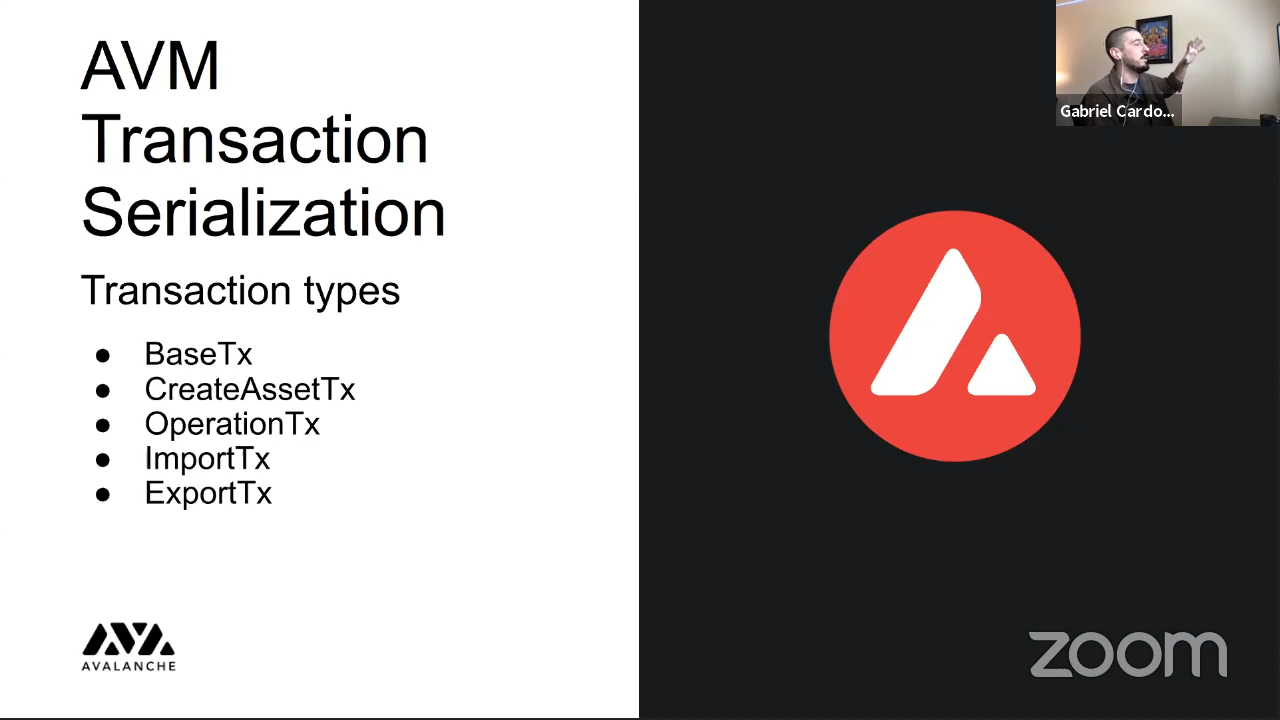 AVM
Transaction
Serialization
Transaction types
● BaseTx
● CreateAssetTx
● OperationTx
● ImportTx
● ExportTx
AVALANCHE
Gabriel Cardo...
zoom